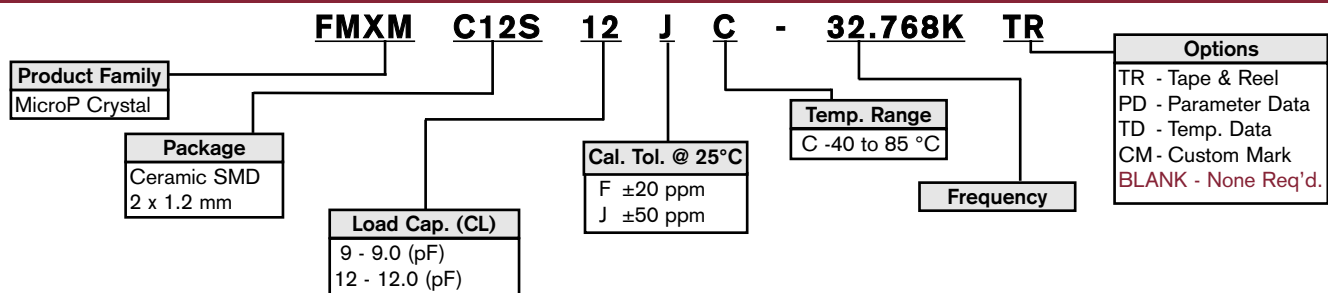 FMXM C12S 12 J C - 32.768K TR
Product Family
MicroP Crystal
Package
Ceramic SMD
2 x 1.2 mm
Load Cap. (CL)
9 - 9.0 (pF)
12 - 12.0 (pF)
Cal. Tol. @ 25°C
F ±20 ppm
J ±50 ppm
Temp. Range
C -40 to 85 °C
Frequency
Options
TR - Tape & Reel
PD - Parameter Data
TD - Temp. Data
CM - Custom Mark
BLANK - None Req'd.